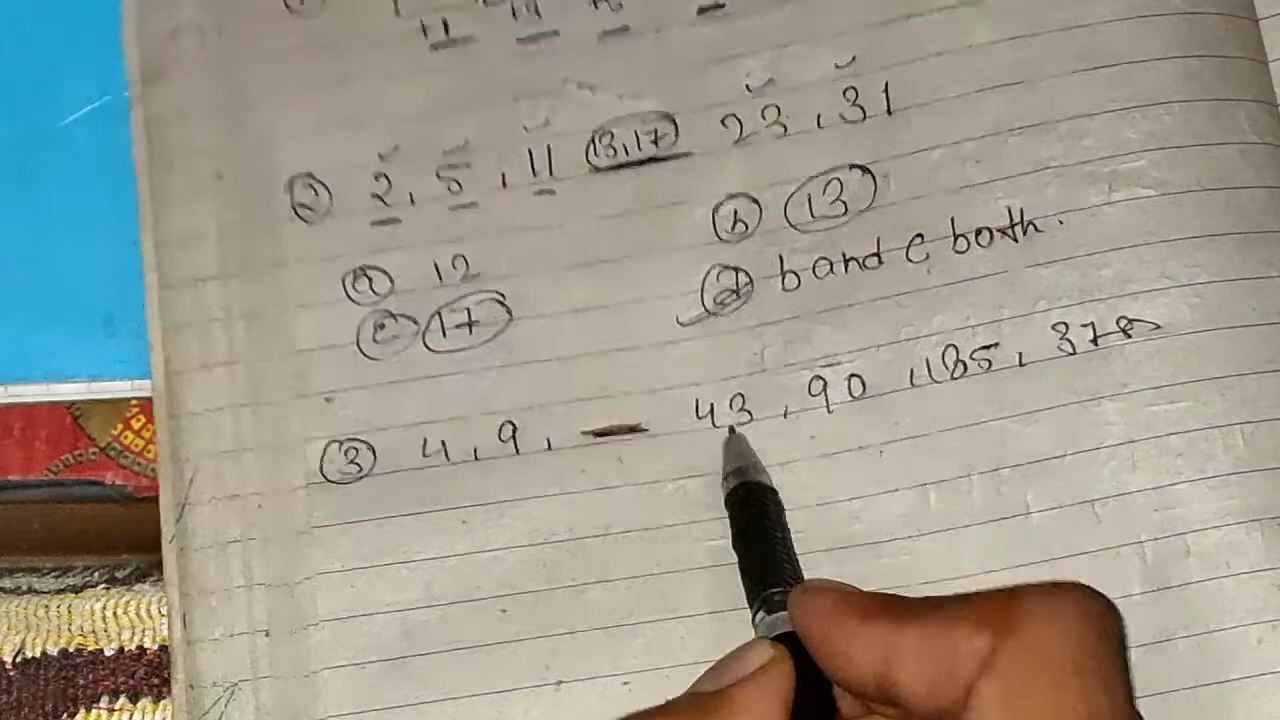 ② 2, 5, 11 13,17 23, 31
ⓐ 12 ⓑ 13
ⓒ 17 ⓓ b and c both.
③ 4, 9, — 43, 90, 185, 378